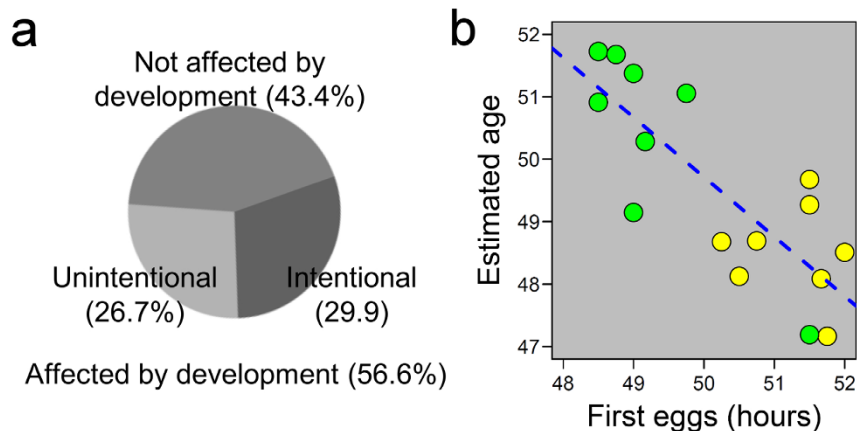 a
Not affected by
development (43.4%)
Unintentional
(26.7%)
Intentional
(29.9)
Affected by development (56.6%)
b
Estimated age
52
51
50
49
48
47
48 49 50 51 52
First eggs (hours)